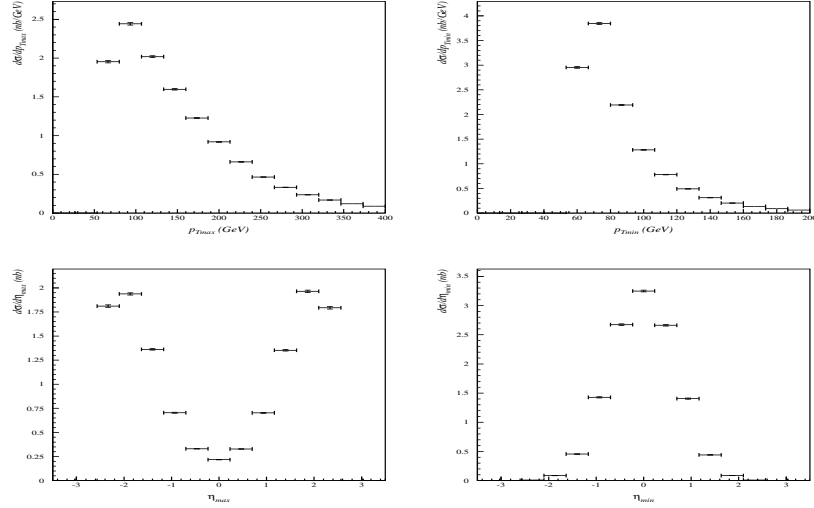 dσ/dp_Tmax (nb/GeV)
2.5
2
1.5
1
0.5
0
0 50 100 150 200 250 300 350 400
p_Tmax (GeV)
dσ/dp_Tmin (nb/GeV)
4
3.5
3
2.5
2
1.5
1
0.5
0
0 20 40 60 80 100 120 140 160 180 200
p_Tmin (GeV)
dσ/dη_max (nb)
2
1.75
1.5
1.25
1
0.75
0.5
0.25
0
-3 -2 -1 0 1 2 3
η_max
dσ/dη_min (nb)
3.5
3
2.5
2
1.5
1
0.5
0
-3 -2 -1 0 1 2 3
η_min